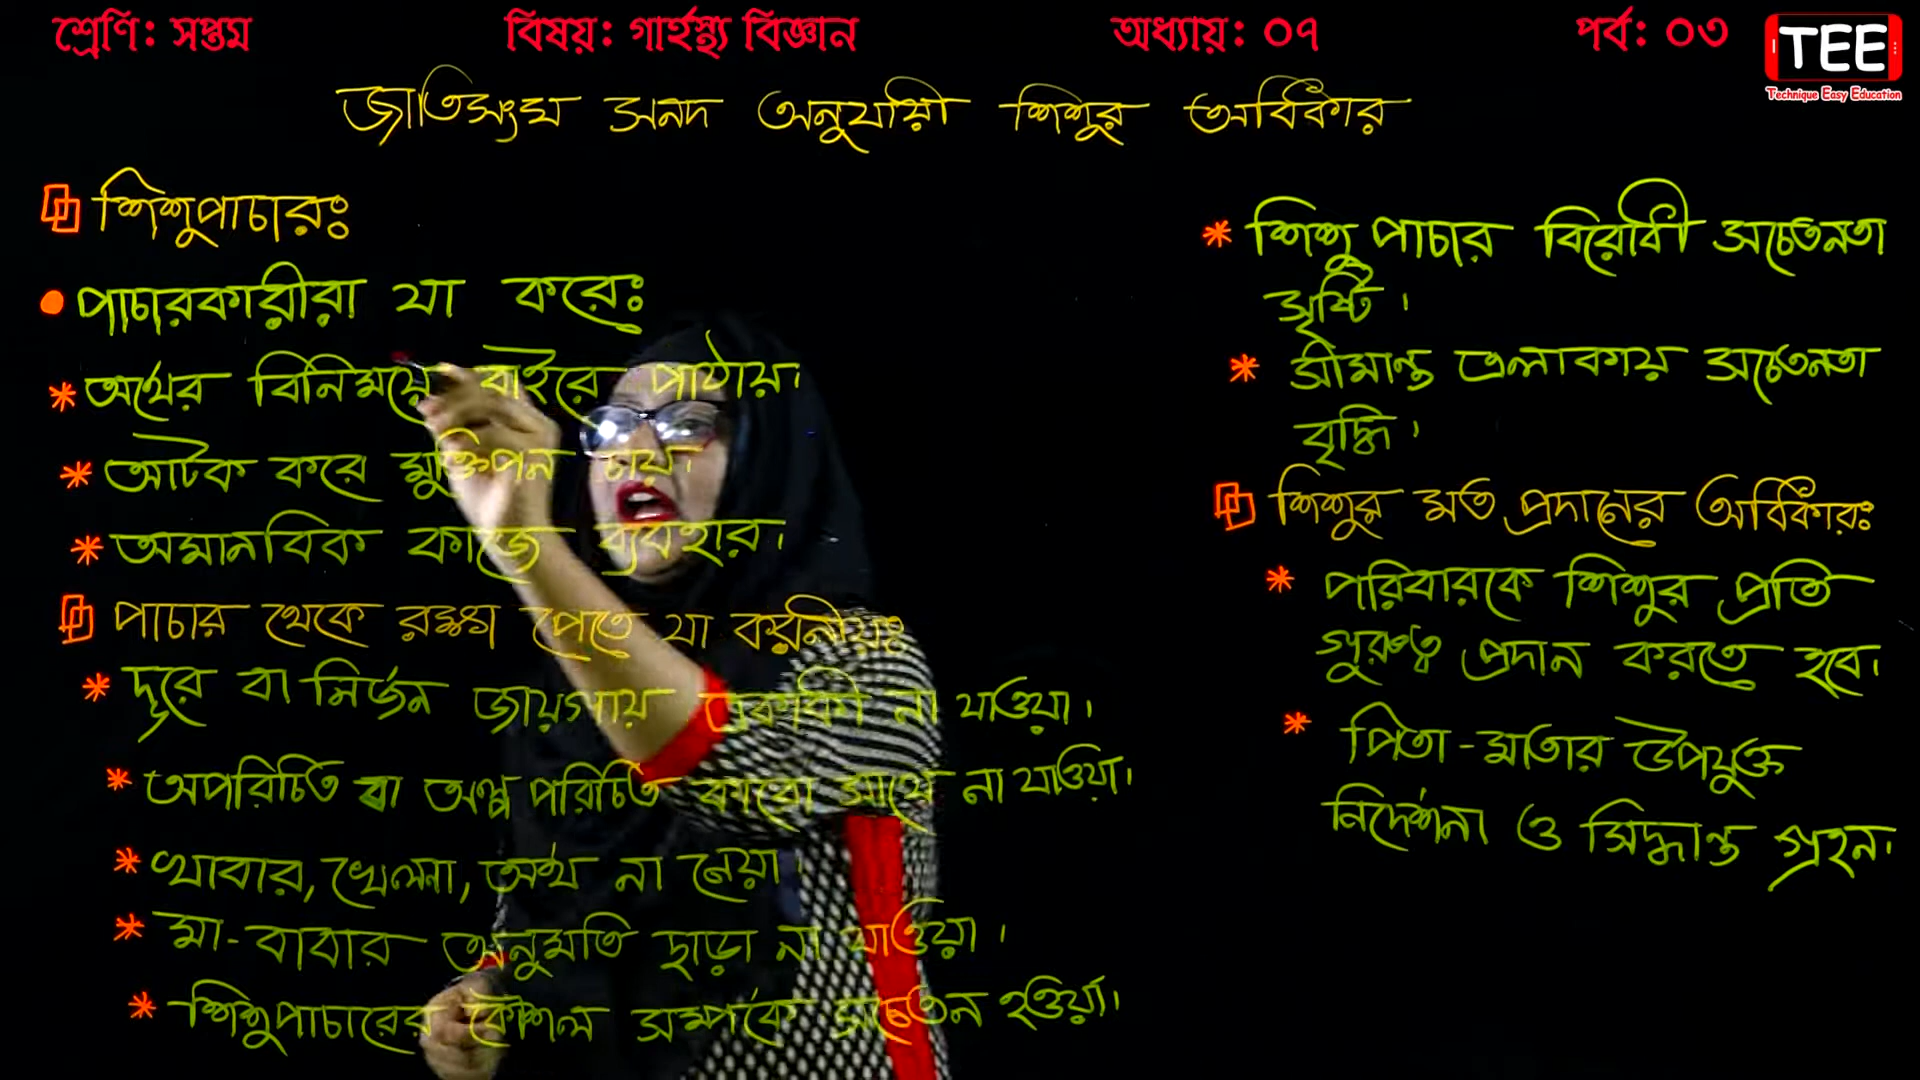 শ্রেণি: সপ্তম
বিষয়: গার্হস্থ্য বিজ্ঞান
অধ্যায়: ০৭
পর্ব: ০৩
TEE
Technique Easy Education
জাতিসংঘ সনদ অনুযায়ী শিশুর অধিকার
শিশুপাচারঃ
পাচারকারীরা যা করেঃ
* অর্থের বিনিময়ে বাইরে পাঠায়।
* আটক করে মুক্তিপন চায়।
* অমানবিক কাজে ব্যবহার।
পাচার থেকে রক্ষা পেতে যা করনীয়ঃ
* দূরে বা নির্জন জায়গায় একাকী না যাওয়া।
* অপরিচিত বা অল্প পরিচিত কারো সাথে না যাওয়া।
* খাবার, খেলনা, অর্থ না নেয়া।
* মা-বাবার অনুমতি ছাড়া না যাওয়া।
* শিশুপাচারের কৌশল সম্পর্কে সচেতন হওয়া।
* শিশু পাচার বিরোধী সচেতনতা
সৃষ্টি।
* সীমান্ত এলাকায় সচেতনতা
বৃদ্ধি।
শিশুর মত প্রদানের অধিকারঃ
* পরিবারকে শিশুর প্রতি
গুরুত্ব প্রদান করতে হবে।
* পিতা-মাতার উপযুক্ত
নির্দেশনা ও সিদ্ধান্ত গ্রহন।